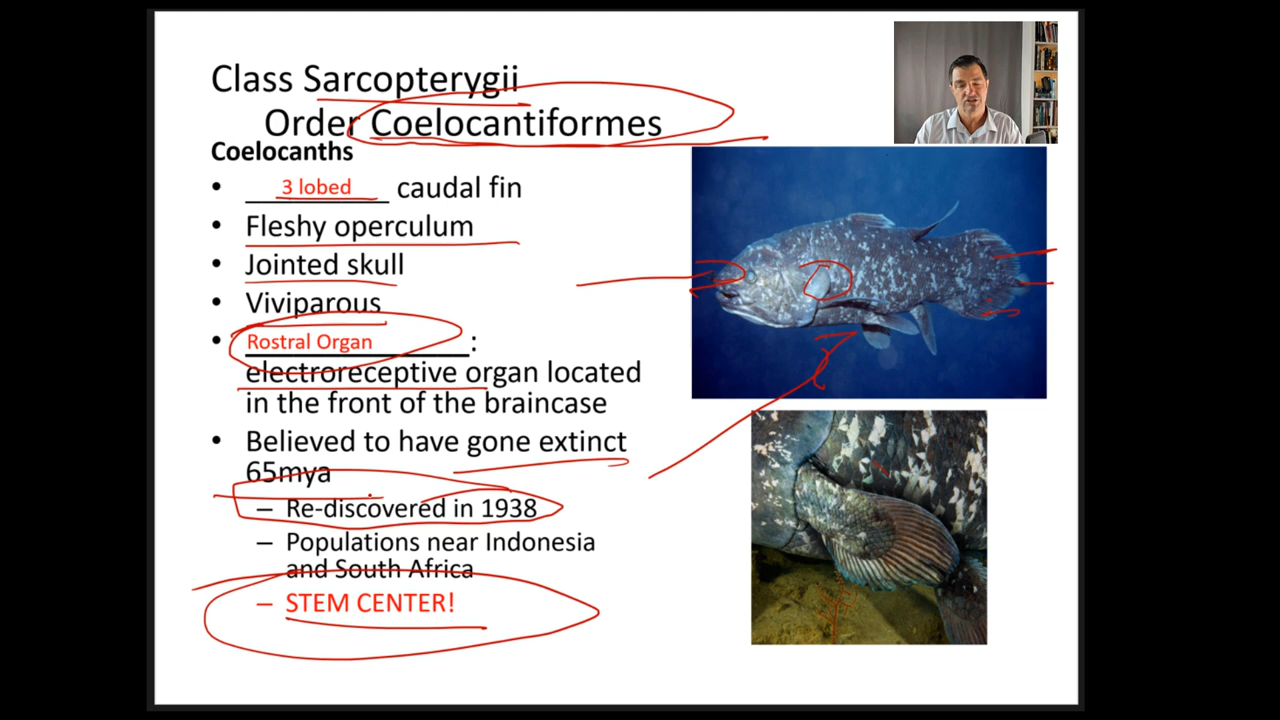 Class Sarcopterygii
Order Coelocantiformes
Coelocanths
• 3 lobed caudal fin
• Fleshy operculum
• Jointed skull
• Viviparous
• Rostral Organ :
electroreceptive organ located
in the front of the braincase
• Believed to have gone extinct
65mya
– Re-discovered in 1938
– Populations near Indonesia
and South Africa
– STEM CENTER!